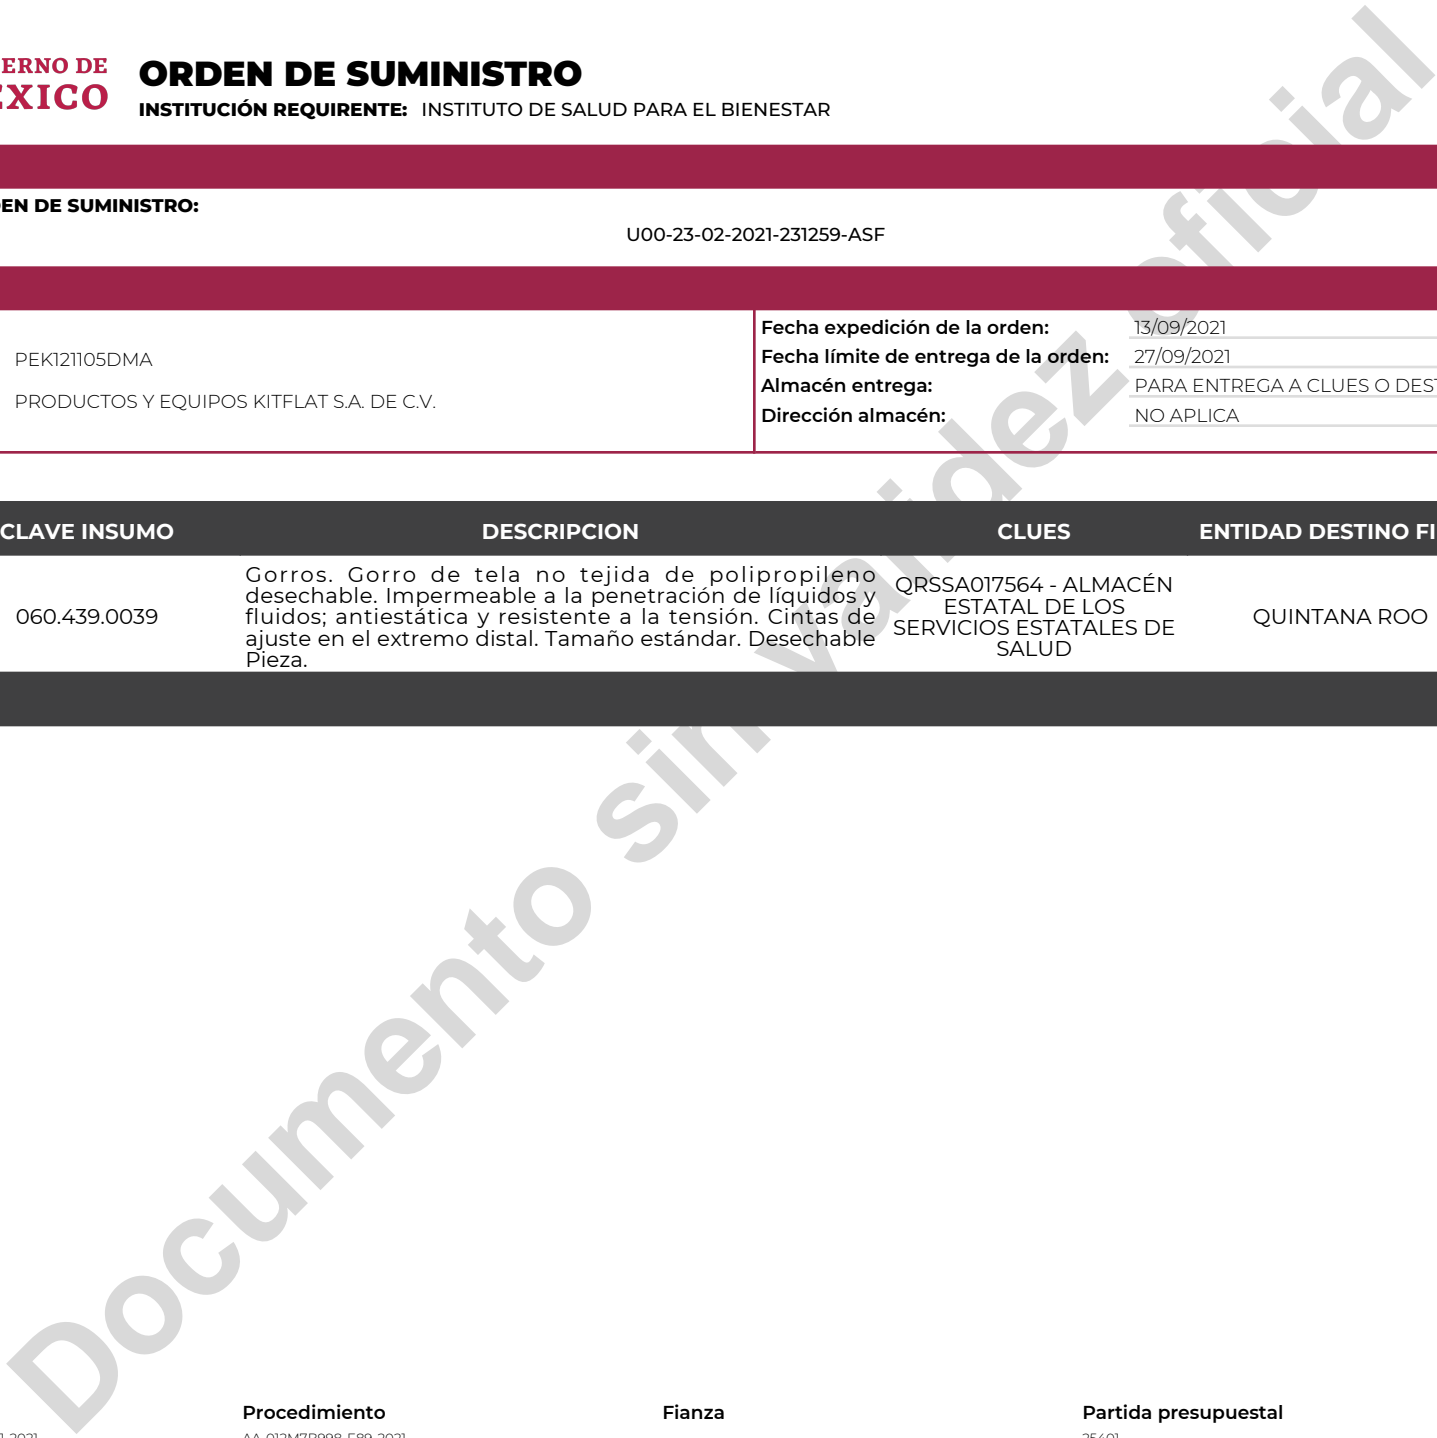 ERNO DE
EXICO
ORDEN DE SUMINISTRO
INSTITUCIÓN REQUIRENTE: INSTITUTO DE SALUD PARA EL BIENESTAR
EN DE SUMINISTRO:
U00-23-02-2021-231259-ASF
PEK121105DMA
PRODUCTOS Y EQUIPOS KITFLAT S.A. DE C.V.
Fecha expedición de la orden: 13/09/2021
Fecha límite de entrega de la orden: 27/09/2021
Almacén entrega: PARA ENTREGA A CLUES O DEST
Dirección almacén: NO APLICA
CLAVE INSUMO DESCRIPCION CLUES ENTIDAD DESTINO FI
060.439.0039
Gorros. Gorro de tela no tejida de polipropileno
desechable. Impermeable a la penetración de líquidos y
fluidos; antiestática y resistente a la tensión. Cintas de
ajuste en el extremo distal. Tamaño estándar. Desechable
Pieza.
QRSSA017564 - ALMACÉN
ESTATAL DE LOS
SERVICIOS ESTATALES DE
SALUD
QUINTANA ROO
Documento sin validez oficial
Procedimiento Fianza Partida presupuestal